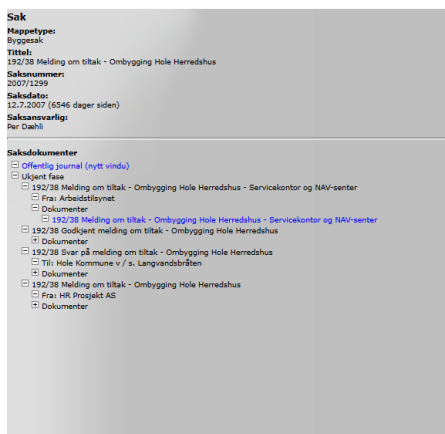 Sak
Mappetype:
Byggesak
Tittel:
192/38 Melding om tiltak - Ombygging Hole Herredshus
Saksnummer:
2007/1299
Saksdato:
12.7.2007 (6546 dager siden)
Saksansvarlig:
Per Dæhli
Saksdokumenter
Offentlig journal (nytt vindu)
Ukjent fase
192/38 Melding om tiltak - Ombygging Hole Herredshus - Servicekontor og NAV-senter
Fra: Arbeidstilsynet
Dokumenter
192/38 Melding om tiltak - Ombygging Hole Herredshus - Servicekontor og NAV-senter
192/38 Godkjent melding om tiltak - Ombygging Hole Herredshus
Dokumenter
192/38 Svar på melding om tiltak - Ombygging Hole Herredshus
Til: Hole Kommune v / s. Langvandsbråten
Dokumenter
192/38 Melding om tiltak - Ombygging Hole Herredshus
Fra: HR Prosjekt AS
Dokumenter